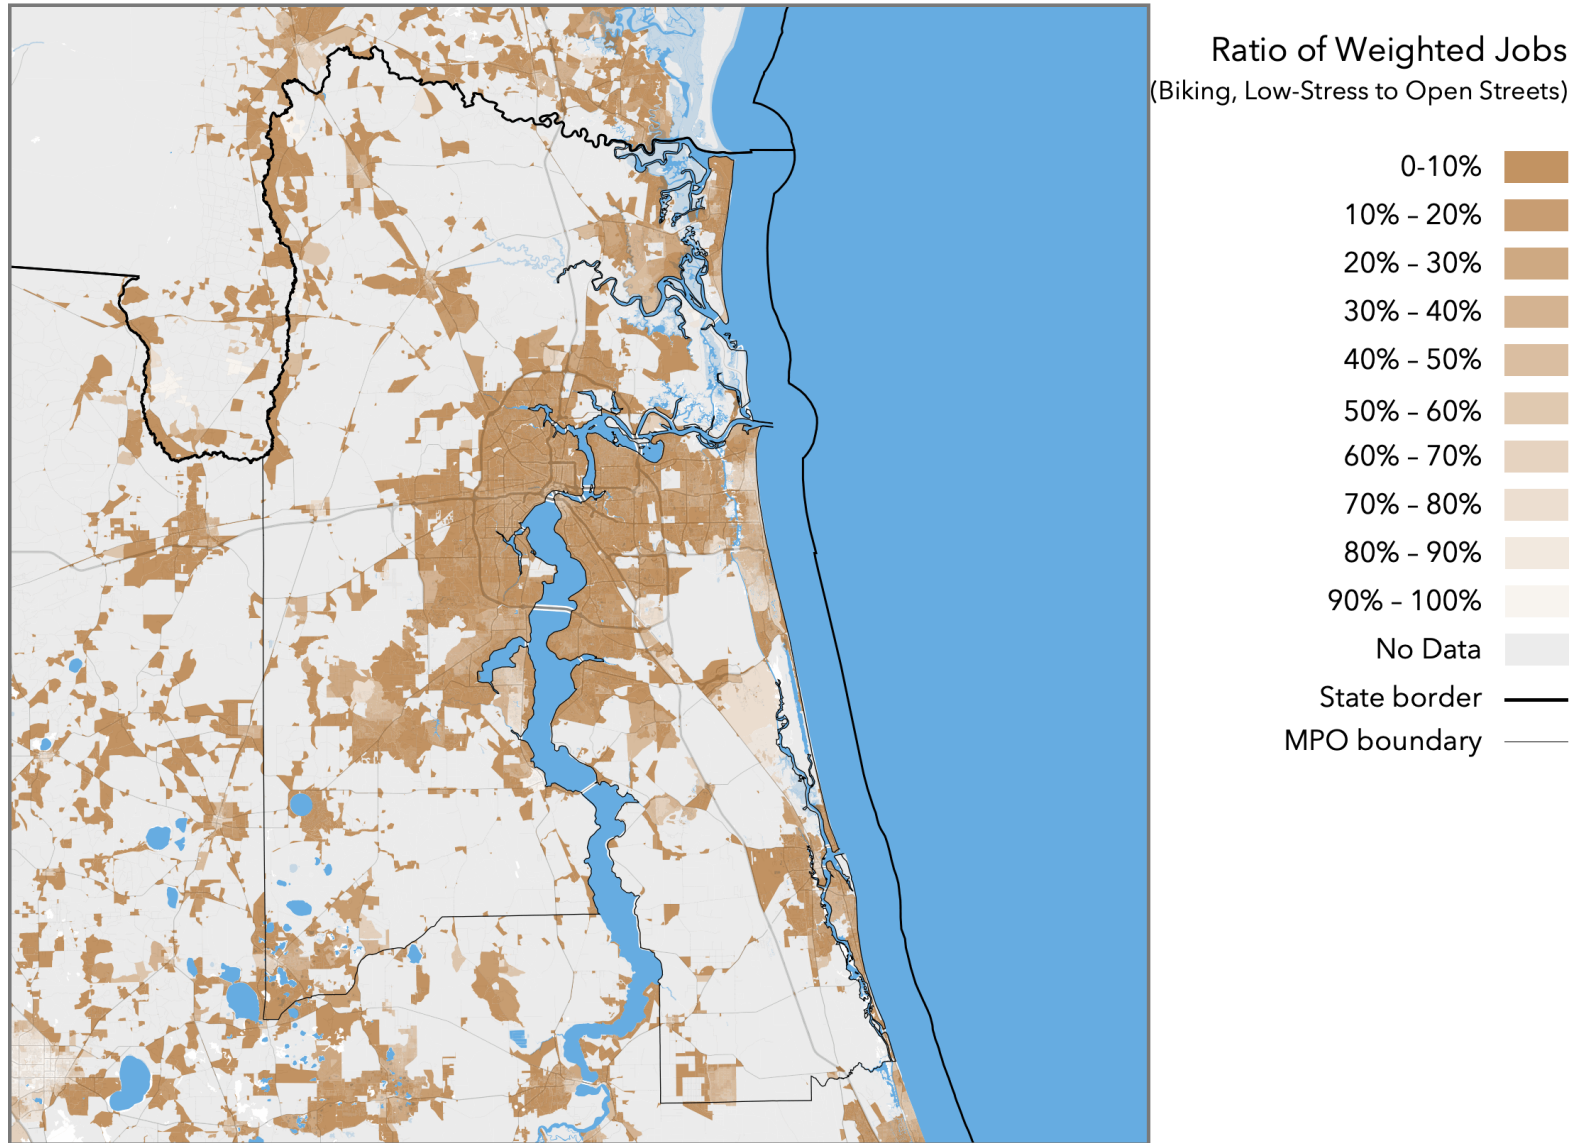 Ratio of Weighted Jobs
(Biking, Low-Stress to Open Streets)
0-10%
10% – 20%
20% – 30%
30% – 40%
40% – 50%
50% – 60%
60% – 70%
70% – 80%
80% – 90%
90% – 100%
No Data
State border
MPO boundary